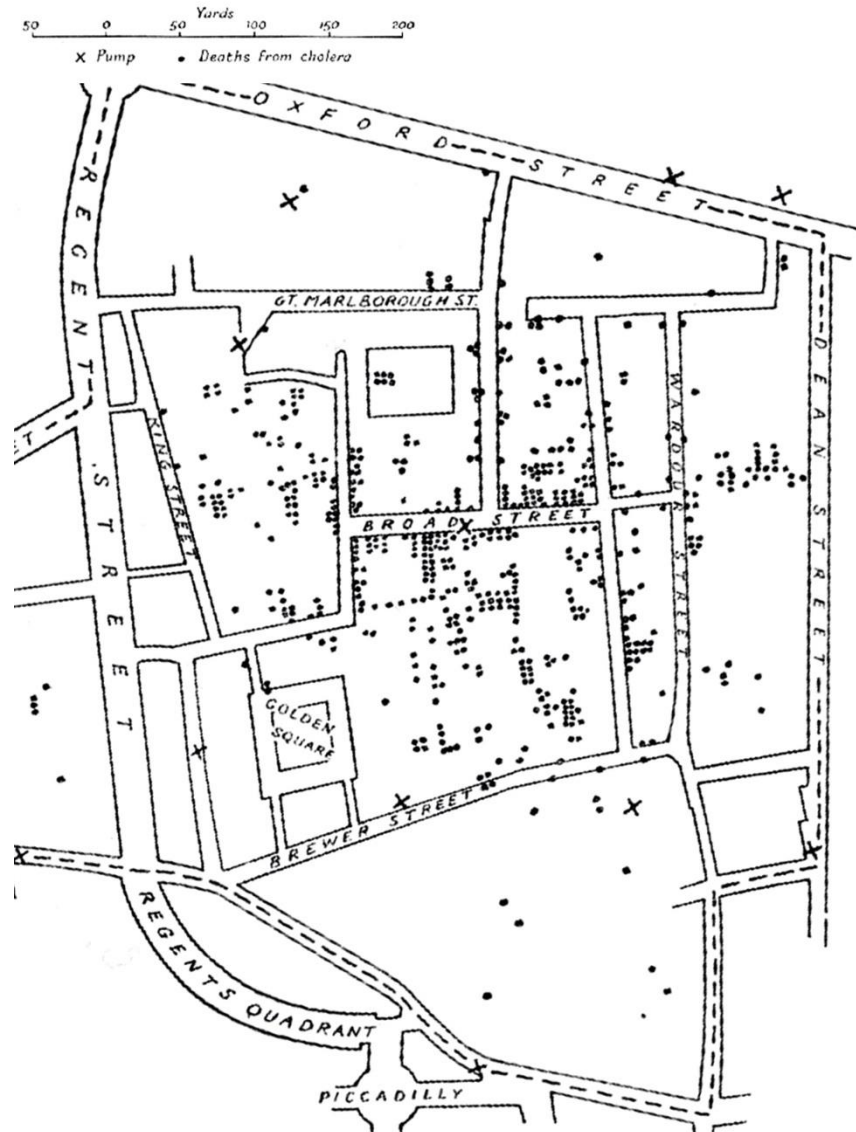 Yards
50 0 50 100 150 200
x Pump • Deaths from cholera
OXFORD STREET
REGENT STREET
GT. MARLBOROUGH ST.
KING STREET
WARDOUR STREET
DEAN STREET
ET
BROAD STREET
GOLDEN SQUARE
BREWER STREET
REGENTS QUADRANT
PICCADILLY